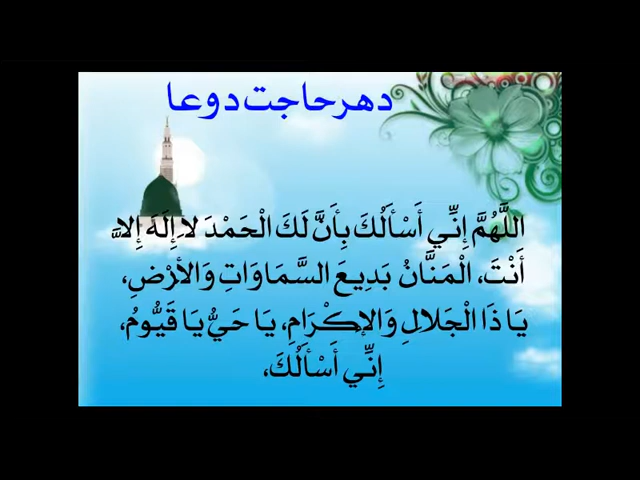 دهرحاجت دوعا
اللَّهُمَّ إِنِّي أَسْأَلُكَ بِأَنَّ لَكَ الْحَمْدَ لاَ إِلَهَ إِلاَّ
أَنْتَ، الْمَنَّانُ بَدِيعَ السَّمَاوَاتِ وَالأَرْضِ،
يَا ذَا الْجَلاَلِ وَالإِكْرَامِ، يَا حَيُّ يَا قَيُّومُ،
إِنِّي أَسْأَلُكَ،